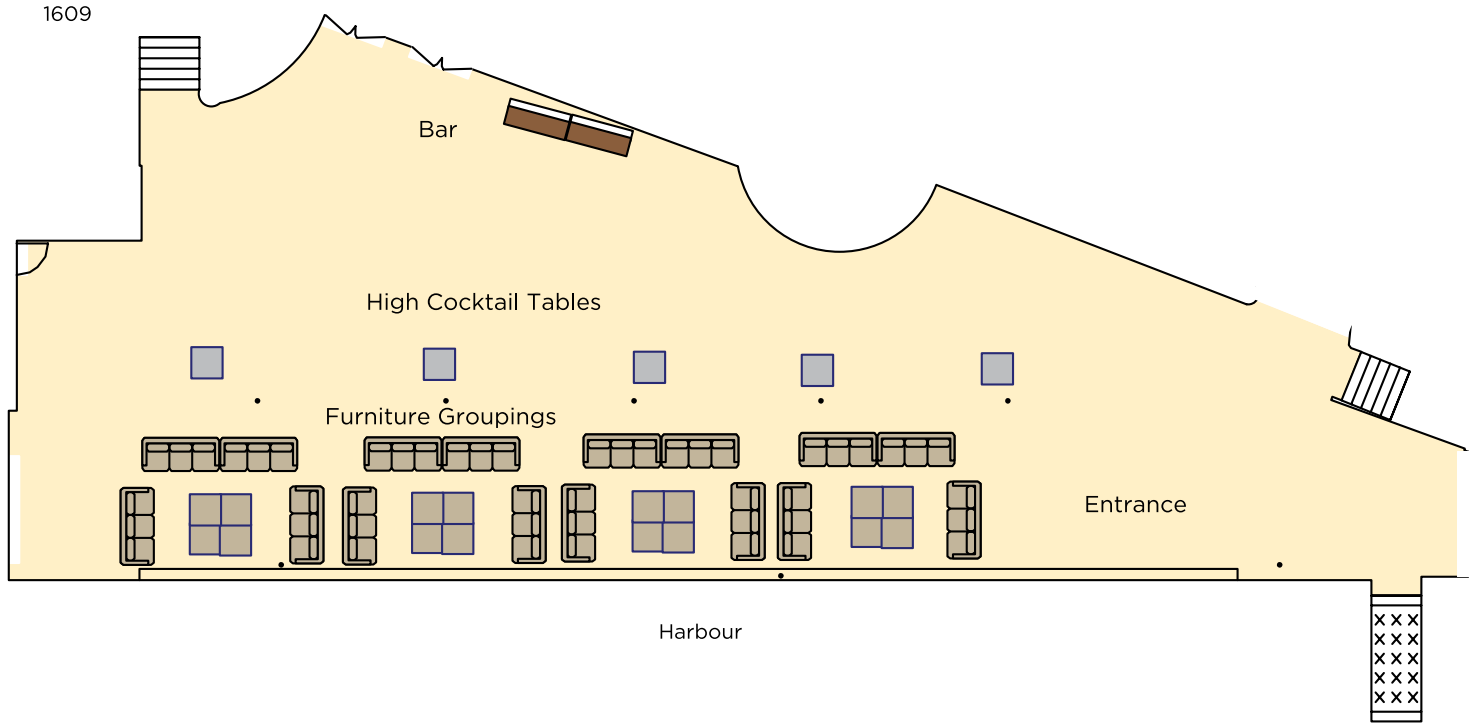 1609
Bar
High Cocktail Tables
Furniture Groupings
Entrance
Harbour